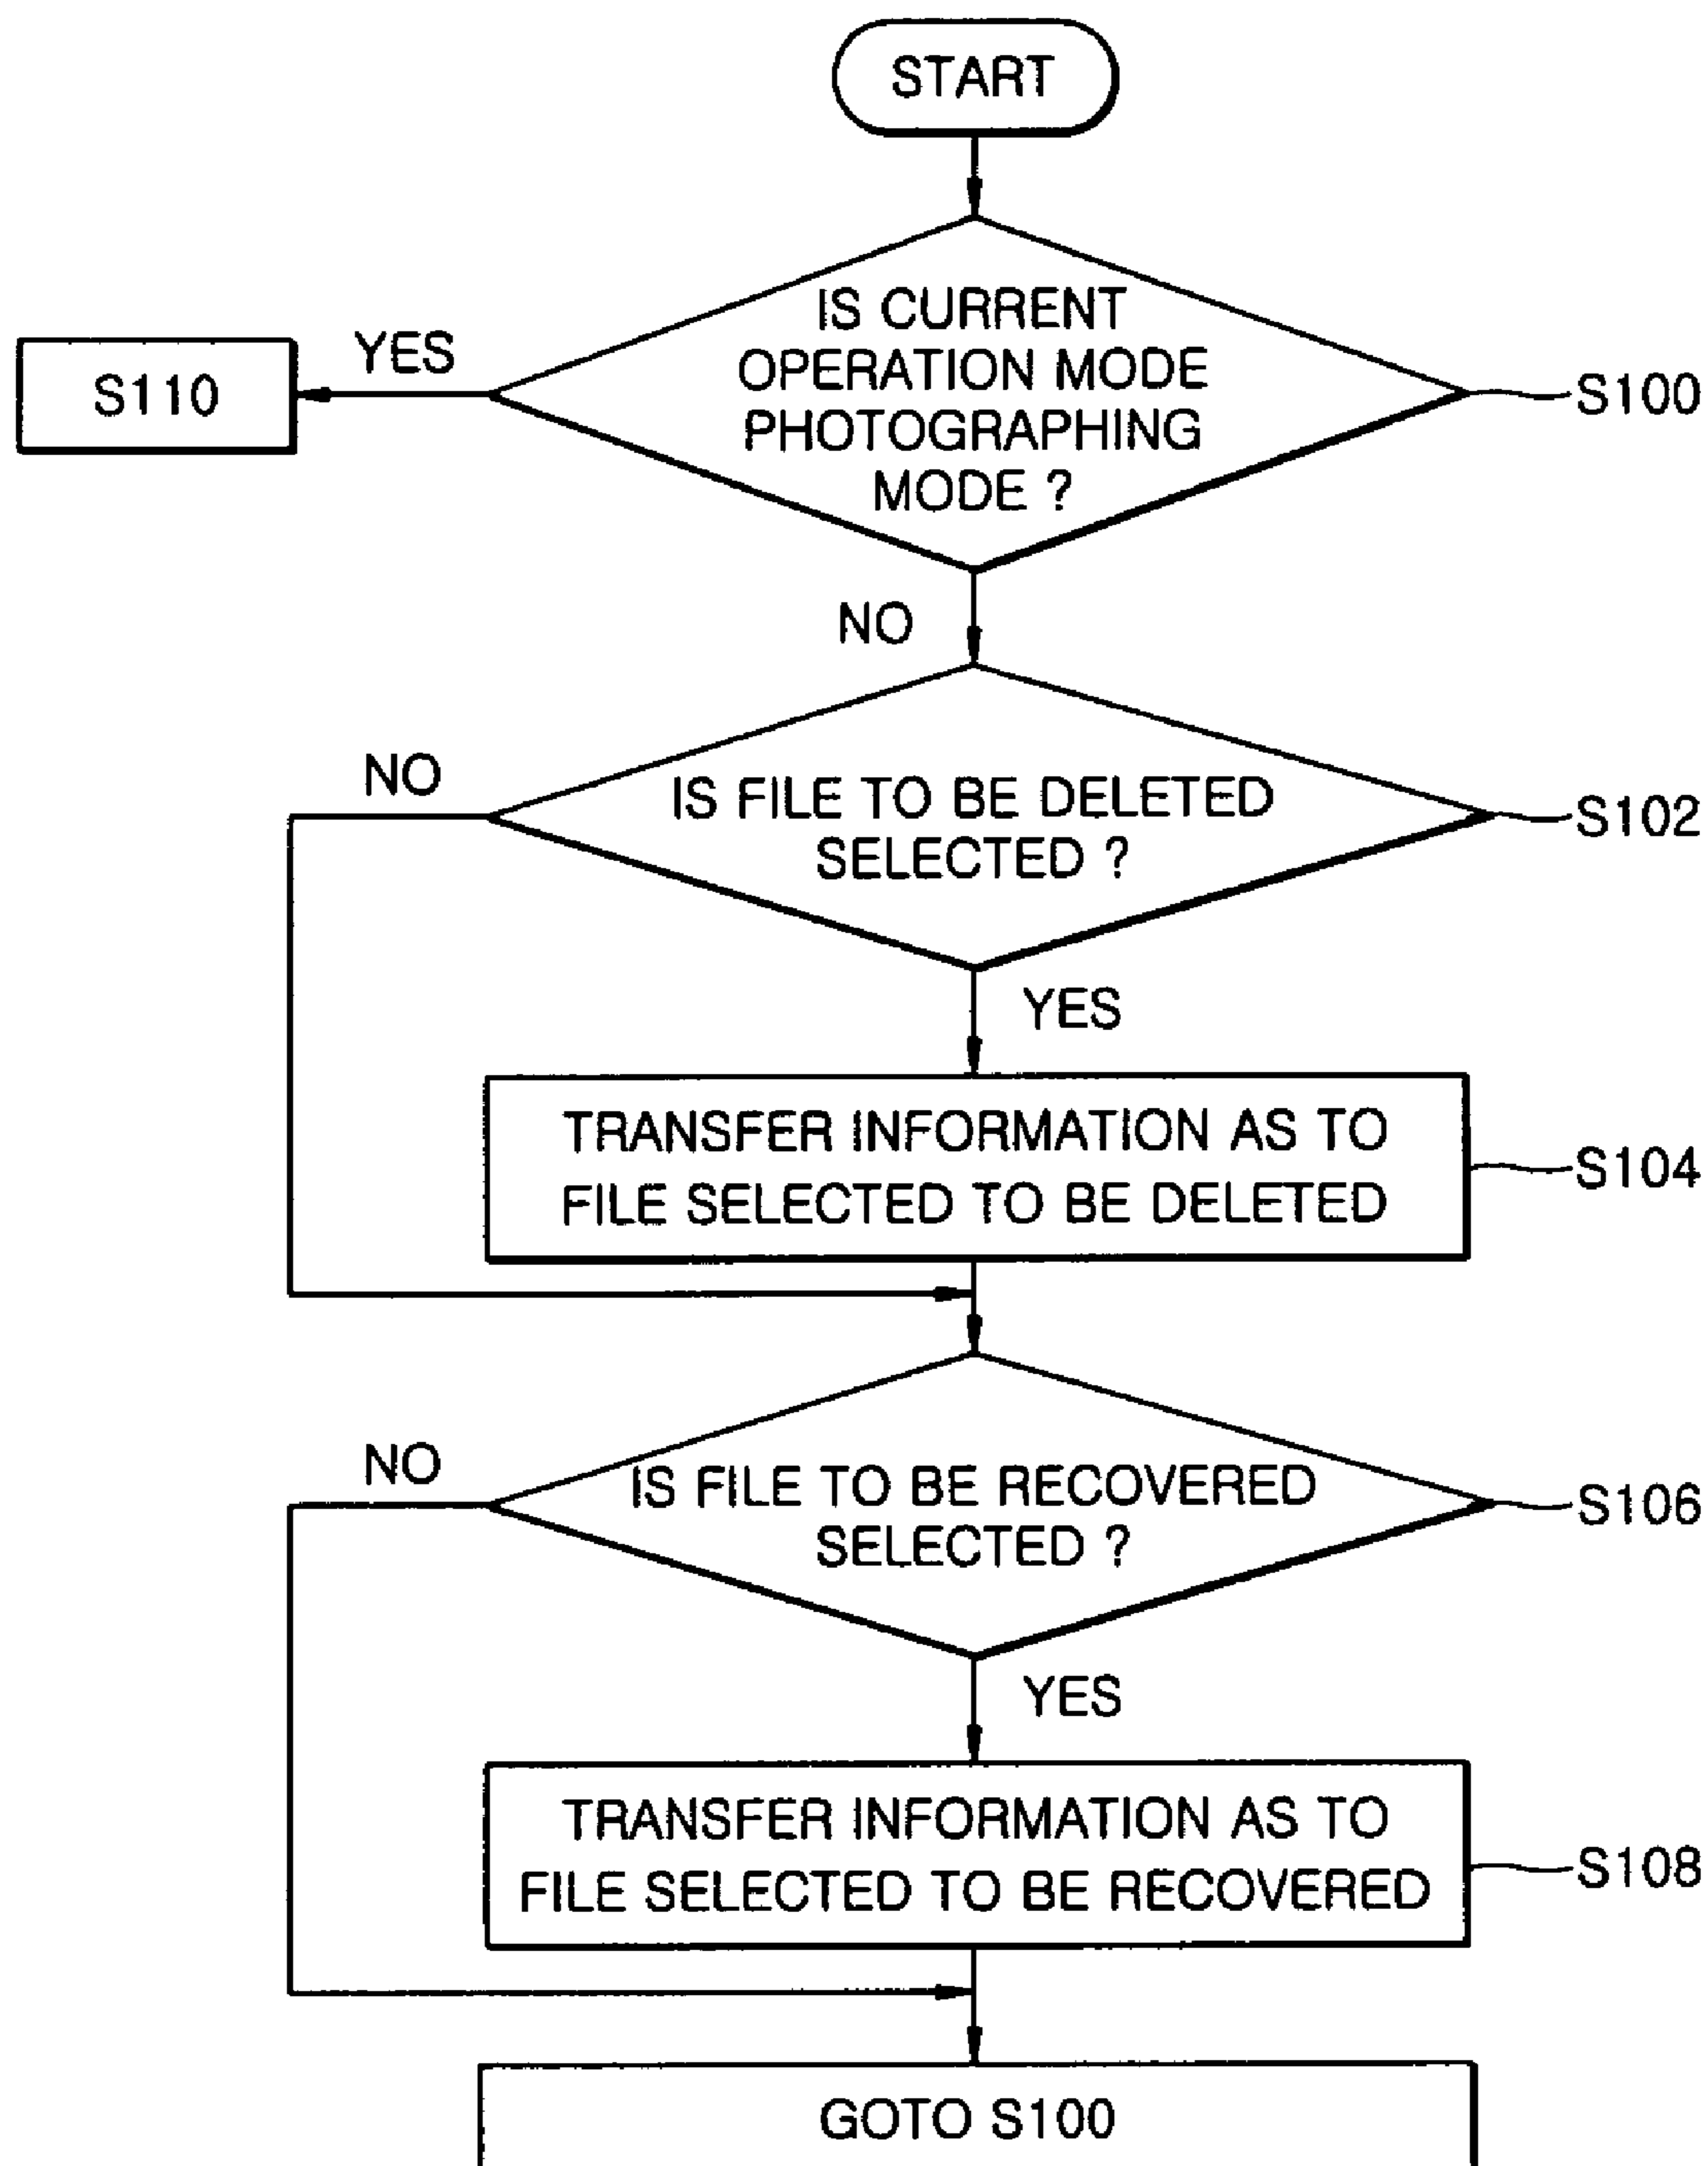 START
IS CURRENT
OPERATION MODE
PHOTOGRAPHING
MODE ?
YES
S110
S100
NO
NO
IS FILE TO BE DELETED
SELECTED ?
S102
YES
TRANSFER INFORMATION AS TO
FILE SELECTED TO BE DELETED
S104
NO
IS FILE TO BE RECOVERED
SELECTED ?
S106
YES
TRANSFER INFORMATION AS TO
FILE SELECTED TO BE RECOVERED
S108
GOTO S100